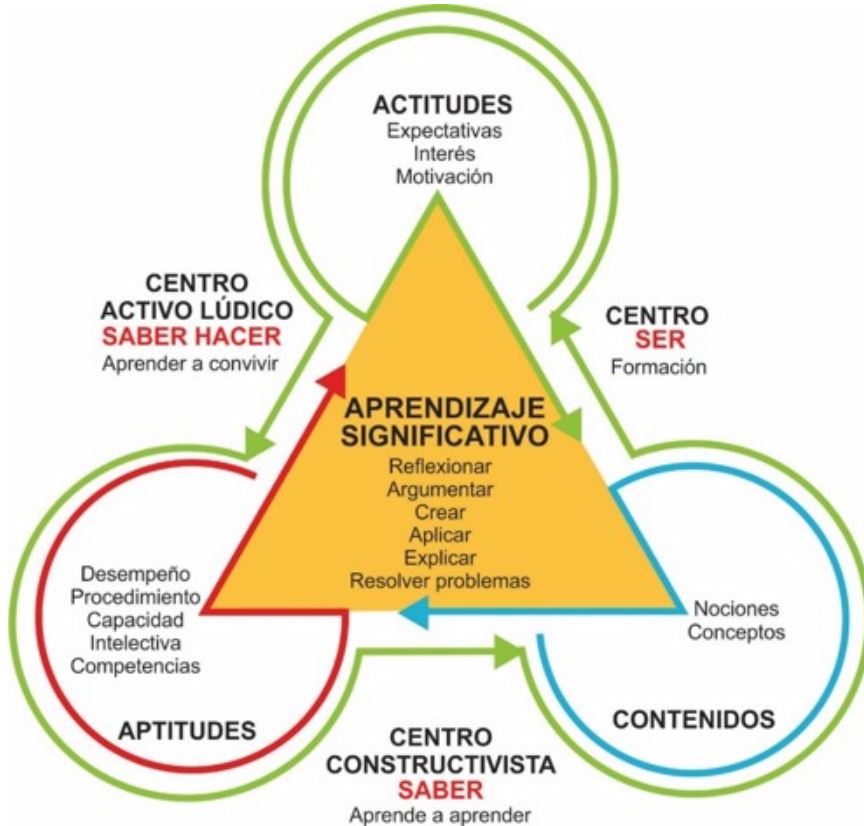 ACTITUDES
Expectativas
Interés
Motivación
CENTRO
ACTIVO LÚDICO
SABER HACER
Aprender a convivir
CENTRO
SER
Formación
APRENDIZAJE
SIGNIFICATIVO
Reflexionar
Argumentar
Crear
Aplicar
Explicar
Resolver problemas
Desempeño
Procedimiento
Capacidad
Intelectiva
Competencias
APTITUDES
Nociones
Conceptos
CONTENIDOS
CENTRO
CONSTRUCTIVISTA
SABER
Aprende a aprender